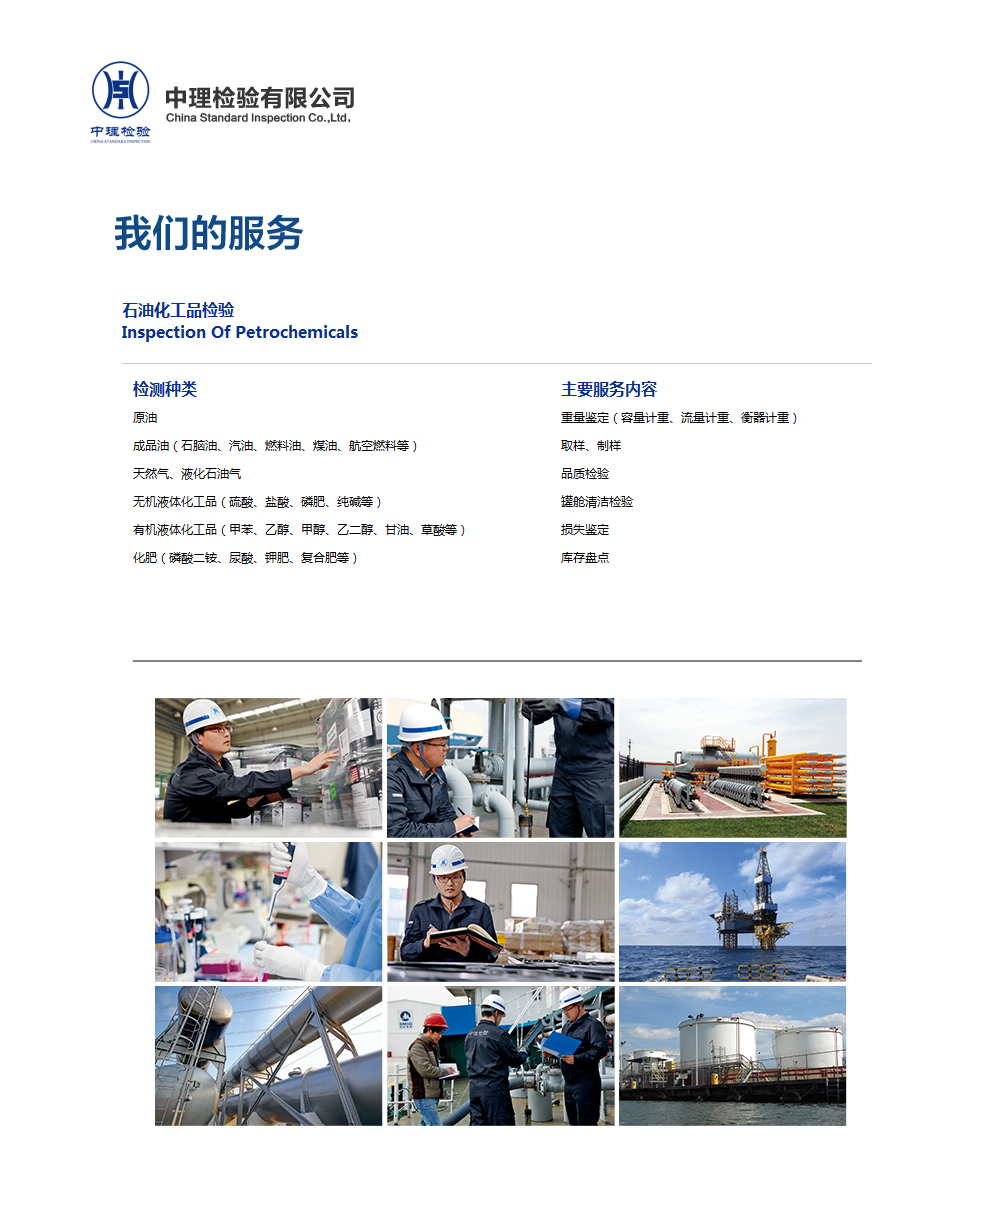 中理检验
CHINA STANDARD INSPECTION
中理检验有限公司
China Standard Inspection Co.,Ltd,
我们的服务
石油化工品检验
Inspection Of Petrochemicals
检测种类
原油
成品油（石脑油、汽油、燃料油、煤油、航空燃料等）
天然气、液化石油气
无机液体化工品（硫酸、盐酸、磷肥、纯碱等）
有机液体化工品（甲苯、乙醇、甲醇、乙二醇、甘油、草酸等）
化肥（磷酸二铵、尿酸、钾肥、复合肥等）
主要服务内容
重量鉴定（容量计重、流量计重、衡器计重）
取样、制样
品质检验
罐舱清洁检验
损失鉴定
库存盘点
中理检验